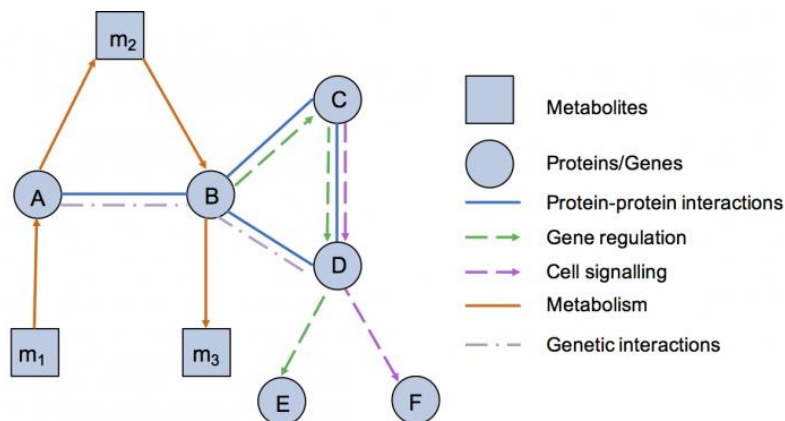 m2
C
A
B
D
m1
m3
E
F
Metabolites
Proteins/Genes
Protein-protein interactions
Gene regulation
Cell signalling
Metabolism
Genetic interactions